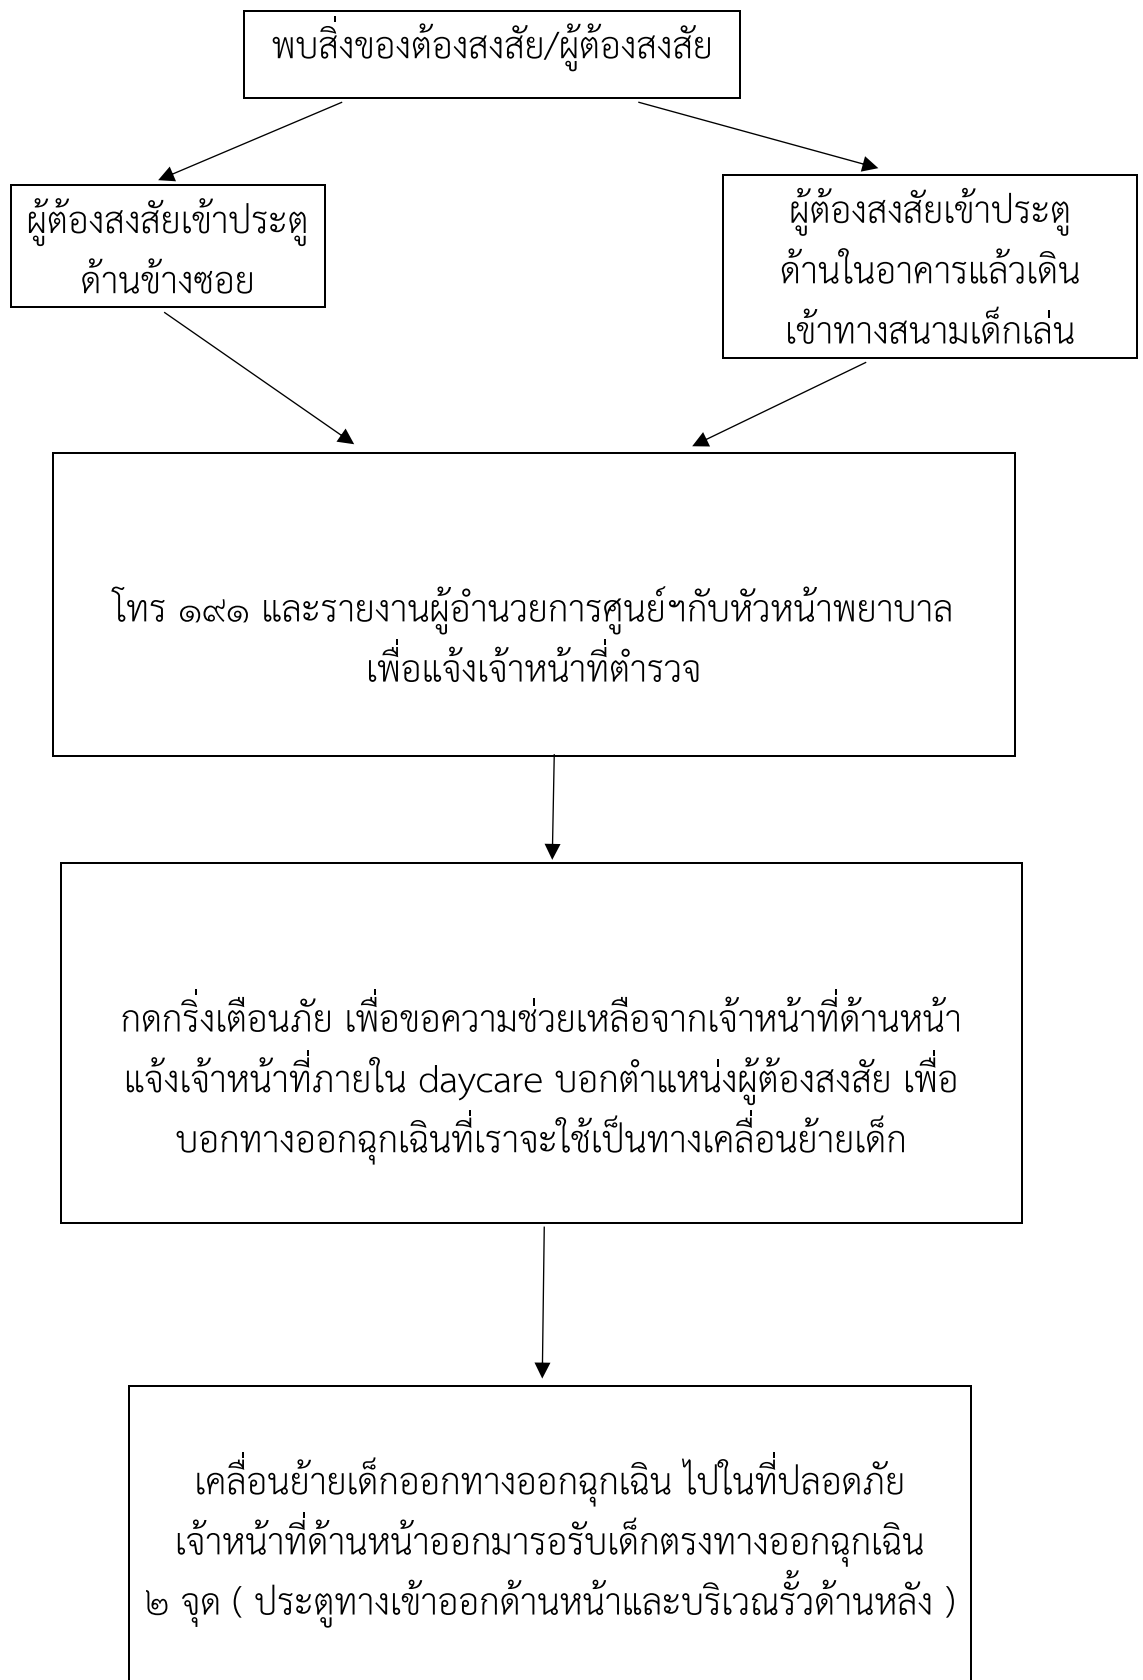 พบสิ่งของต้องสงสัย/ผู้ต้องสงสัย
ผู้ต้องสงสัยเข้าประตู
ด้านข้างซอย
ผู้ต้องสงสัยเข้าประตู
ด้านในอาคารแล้วเดิน
เข้าทางสนามเด็กเล่น
โทร ๑๙๑ และรายงานผู้อำนวยการศูนย์ฯกับหัวหน้าพยาบาล
เพื่อแจ้งเจ้าหน้าที่ตำรวจ
กดกริ่งเตือนภัย เพื่อขอความช่วยเหลือจากเจ้าหน้าที่ด้านหน้า
แจ้งเจ้าหน้าที่ภายใน daycare บอกตำแหน่งผู้ต้องสงสัย เพื่อ
บอกทางออกฉุกเฉินที่เราจะใช้เป็นทางเคลื่อนย้ายเด็ก
เคลื่อนย้ายเด็กออกทางออกฉุกเฉิน ไปในที่ปลอดภัย
เจ้าหน้าที่ด้านหน้าออกมารอรับเด็กตรงทางออกฉุกเฉิน
๒ จุด ( ประตูทางเข้าออกด้านหน้าและบริเวณรั้วด้านหลัง )